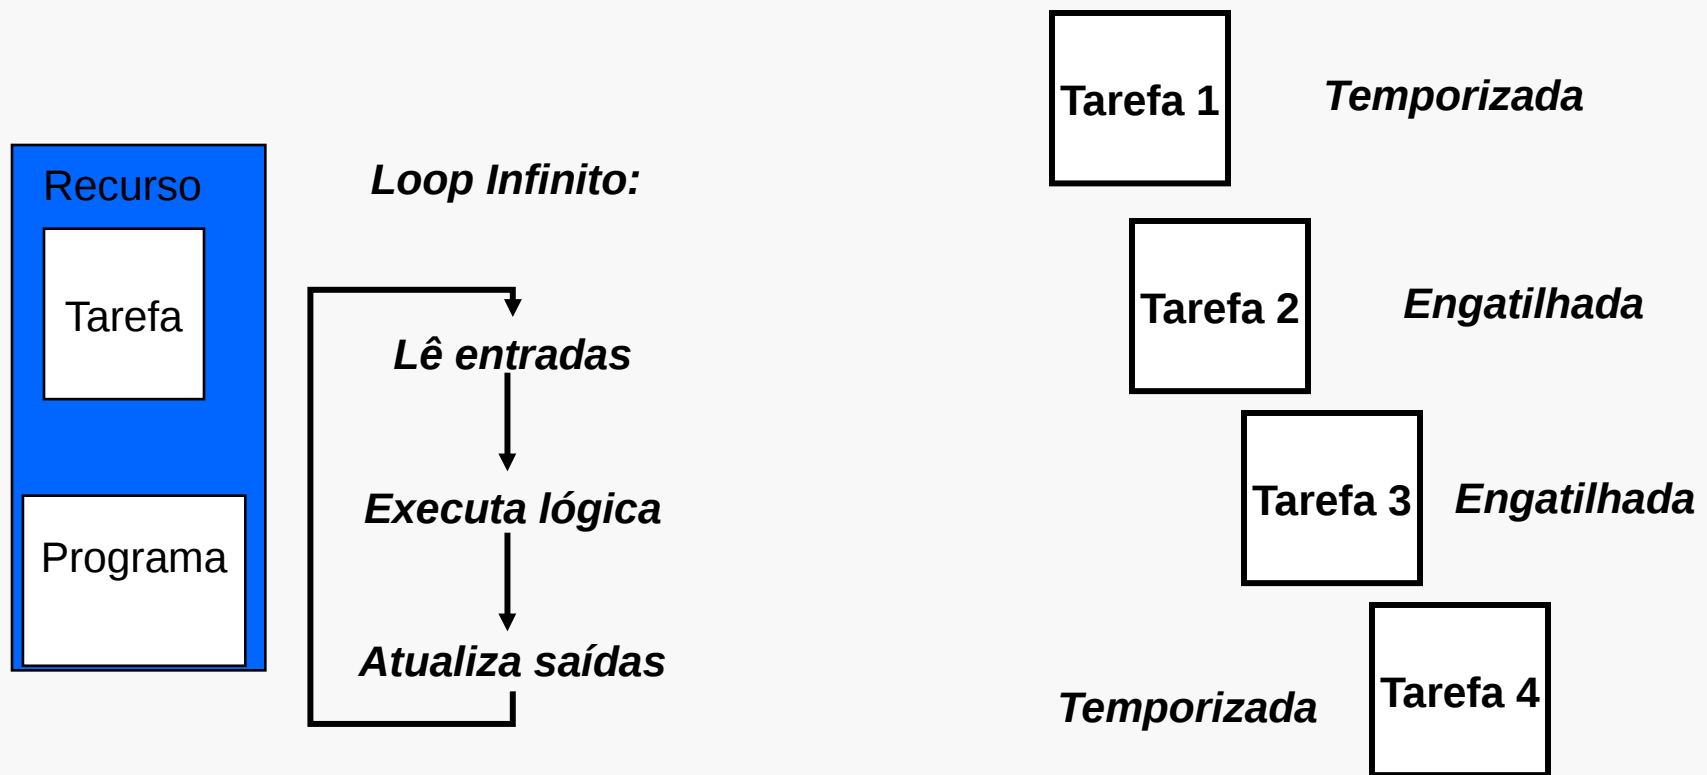 Recurso
Tarefa
Programa
Loop Infinito:
Lê entradas
Executa lógica
Atualiza saídas
Tarefa 1
Temporizada
Tarefa 2
Engatilhada
Tarefa 3
Engatilhada
Temporizada
Tarefa 4